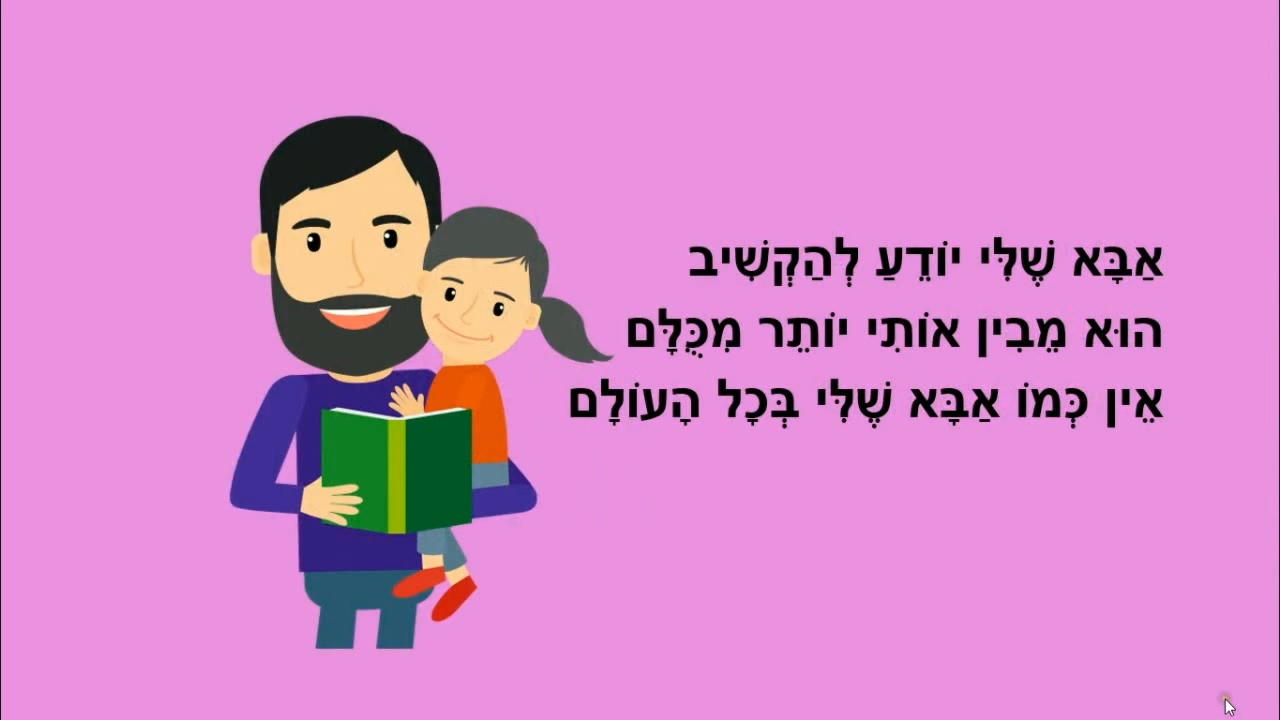 אַבָּא שֶׁלִּי יוֹדֵעַ לְהַקְשִׁיב
הוּא מֵבִין אוֹתִי יוֹתֵר מִכֻּלָּם
אֵין כְּמוֹ אַבָּא שֶׁלִּי בְּכָל הָעוֹלָם